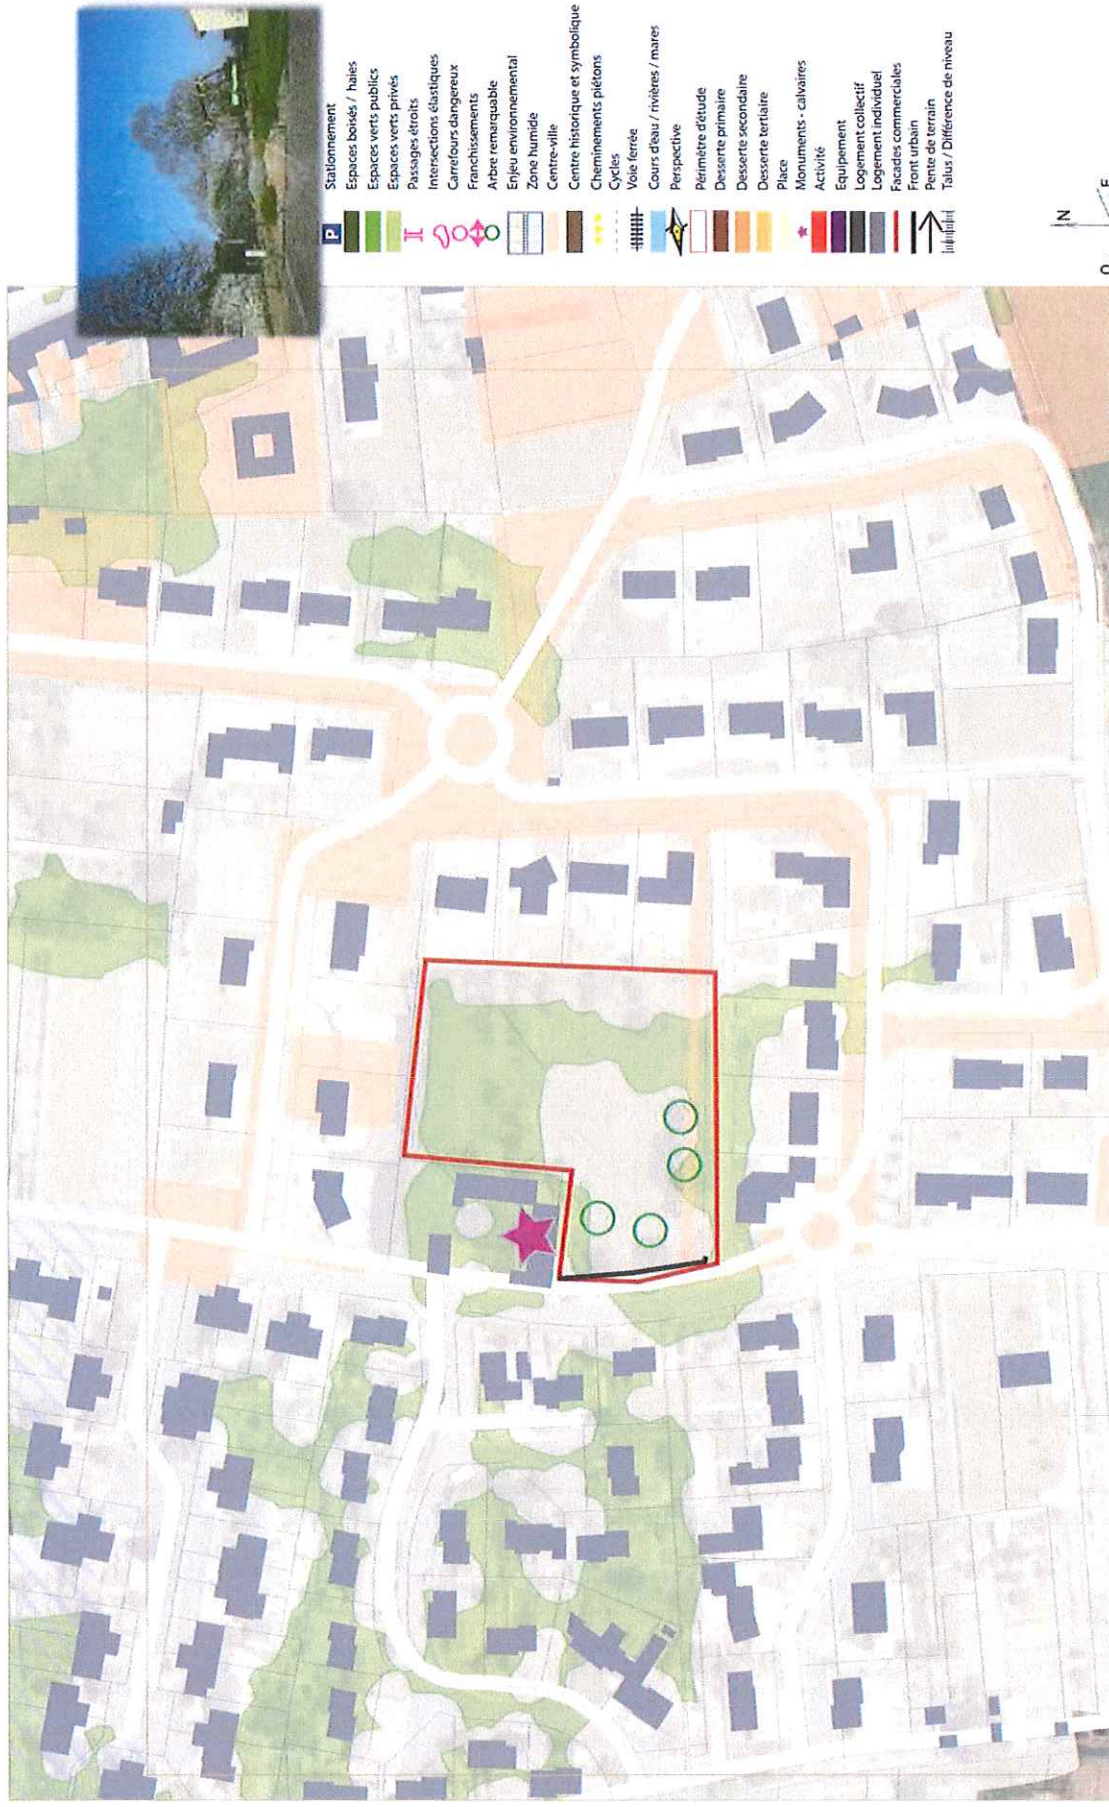 P Stationnement
Espaces boisés / haies
Espaces verts publics
Espaces verts privés
Passages étroits
Intersections élastiques
Carrefours dangereux
Franchissements
Arbre remarquable
Enjeu environnemental
Zone humide
Centre-ville
Centre historique et symbolique
Cheminements piétons
Cycles
Voie ferrée
Cours d'eau / rivières / mares
Perspective
Périmètre d'étude
Desserte primaire
Desserte secondaire
Desserte tertiaire
Place
Monuments - calvaires
Activité
Equipement
Logement collectif
Logement individuel
Facades commerciales
Front urbain
Pente de terrain
Talus / Différence de niveau
N
O
E